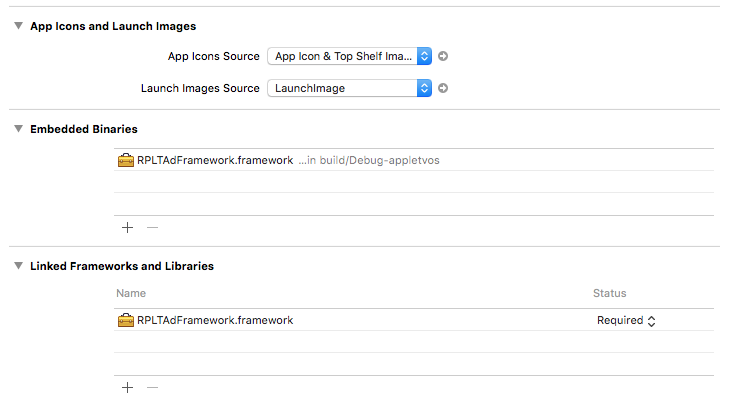 App Icons and Launch Images
App Icons Source App Icon & Top Shelf Ima...
Launch Images Source LaunchImage
Embedded Binaries
RPLTAdFramework.framework ...in build/Debug-appletvos
+ −
Linked Frameworks and Libraries
Name Status
RPLTAdFramework.framework Required
+ −